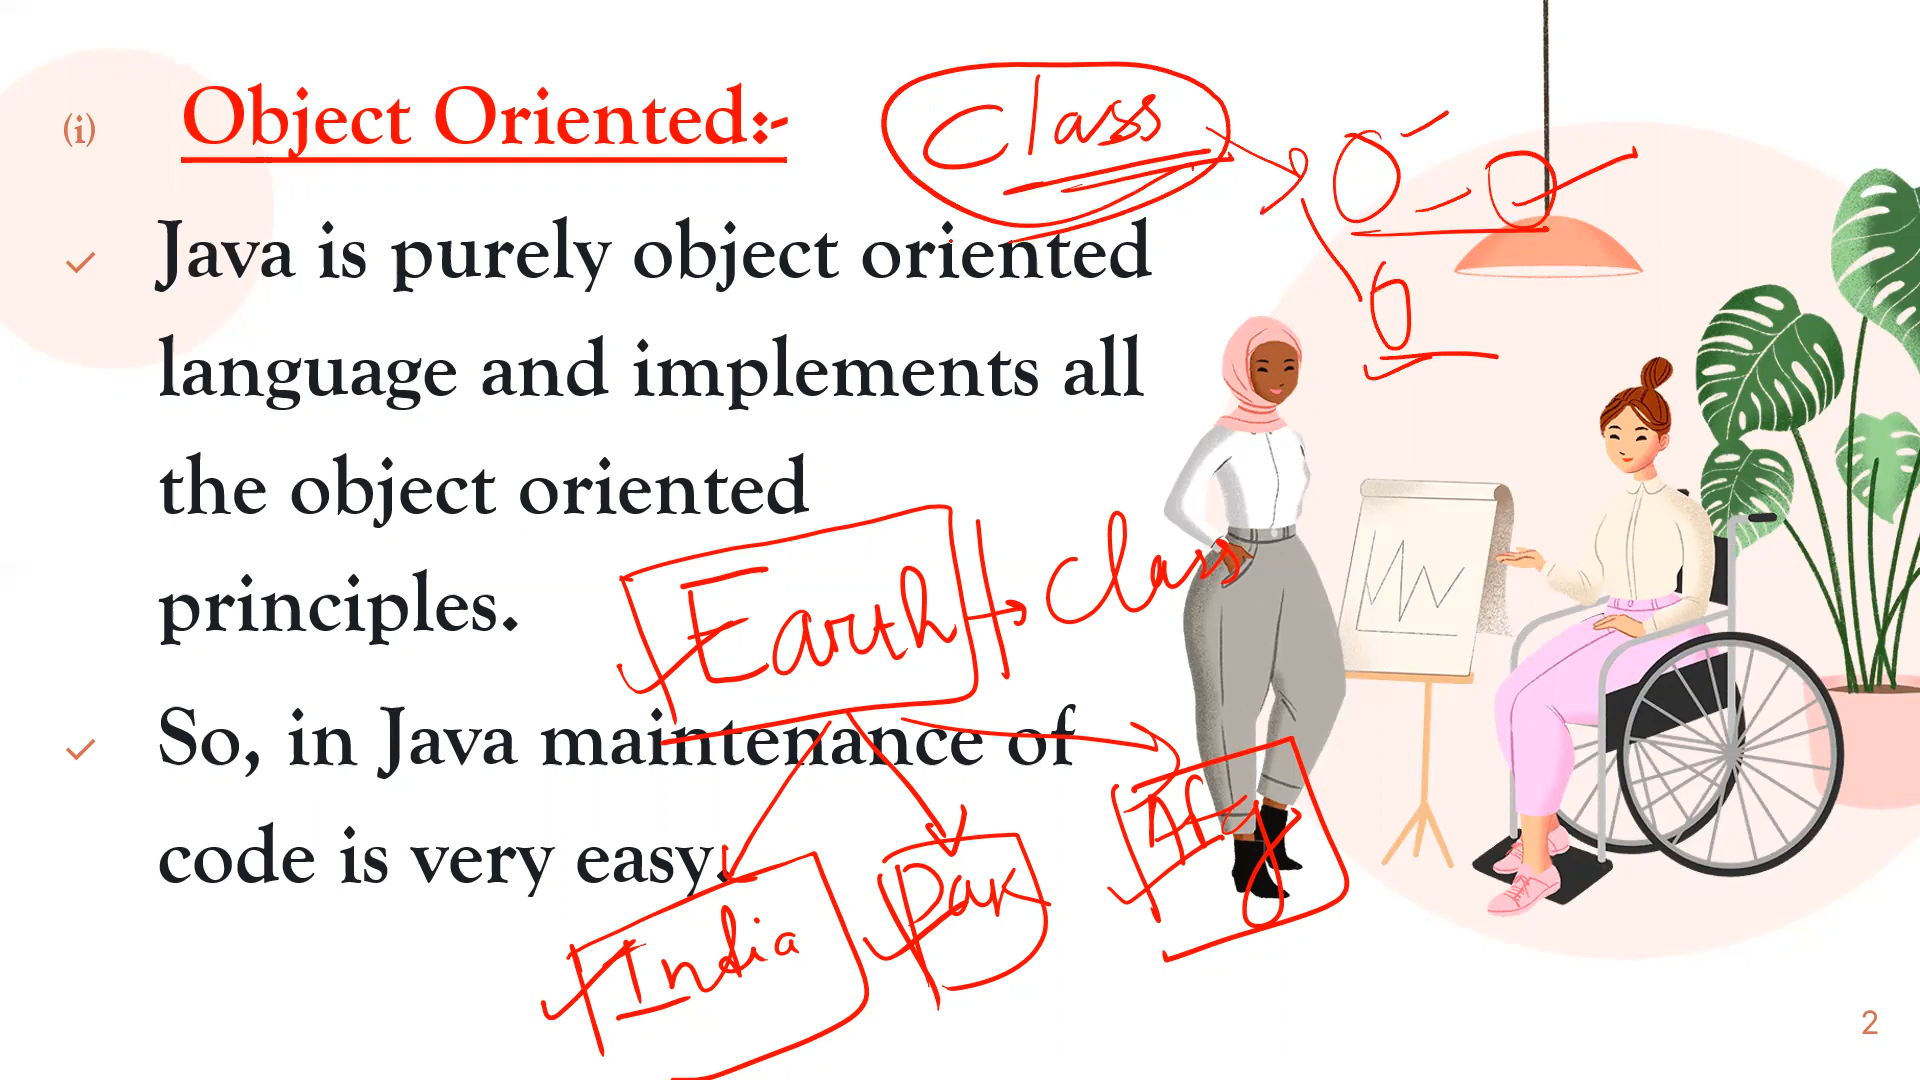 (i) Object Oriented:-
Class
Java is purely object oriented
language and implements all
the object oriented
principles.
Earth
Class
So, in Java maintenance of
code is very easy.
India
Pak
Afg
2